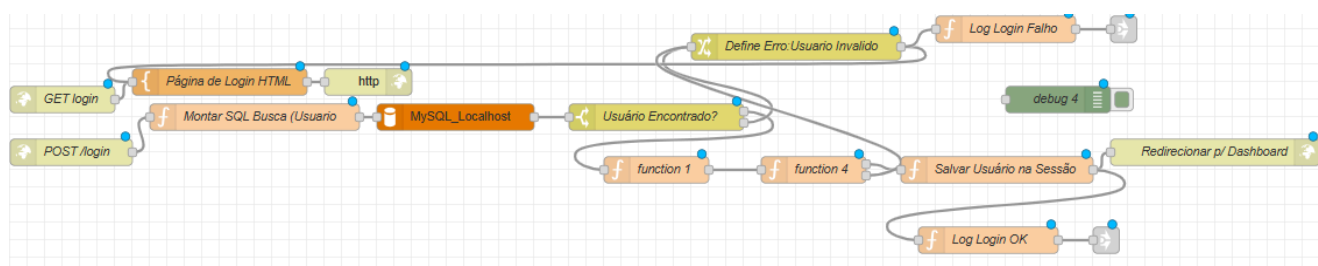 Log Login Falho
Define Erro:Usuario Invalido
Página de Login HTML
http
GET login
debug 4
Montar SQL Busca (Usuario
MySQL_Localhost
Usuário Encontrado?
POST /login
Redirecionar p/ Dashboard
function 1
function 4
Salvar Usuário na Sessão
Log Login OK